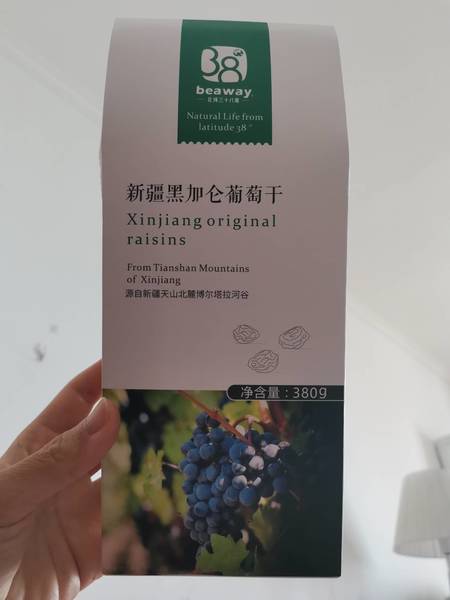 38°
beaway
北纬三十八度
Natural Life from
latitude 38°
新疆黑加仑葡萄干
Xinjiang original
raisins
From Tianshan Mountains
of Xinjiang
源自新疆天山北麓博尔塔拉河谷
净含量：380g